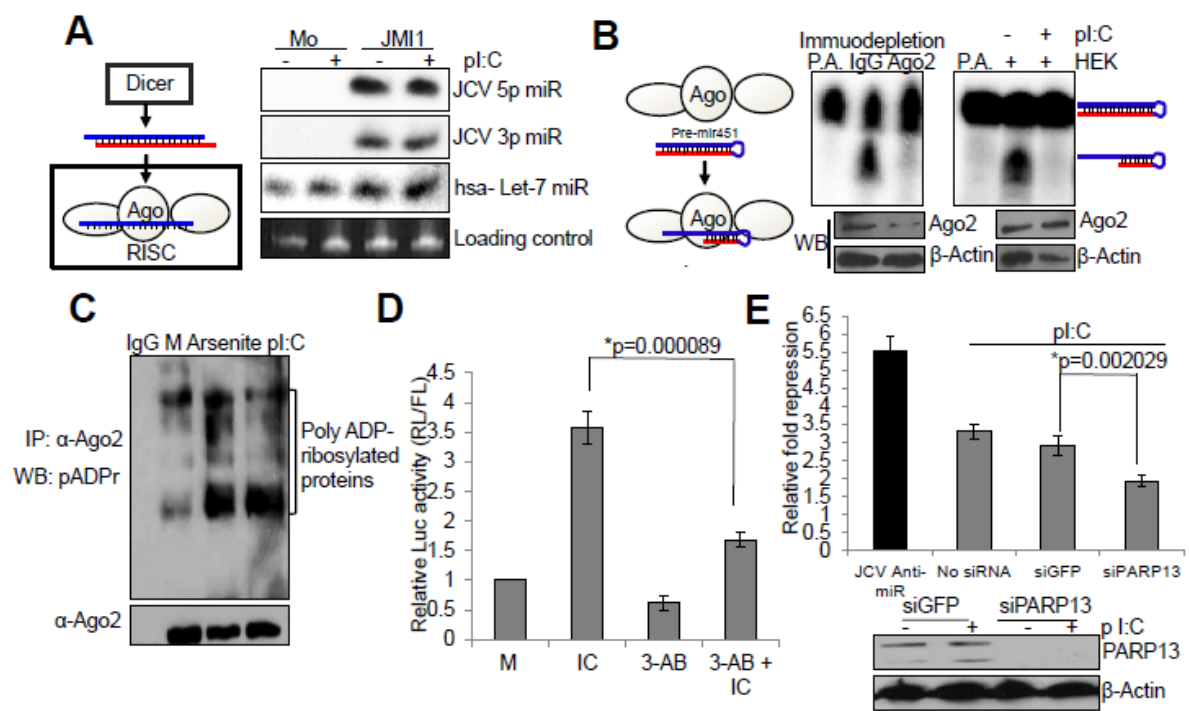 A
Dicer
Ago
RISC
Mo JMI1
- + - + pI:C
JCV 5p miR
JCV 3p miR
hsa- Let-7 miR
Loading control
B
Ago
Pre-mir451
Ago
Immuodepletion
P.A. IgG Ago2
- + pI:C
P.A. + + HEK
WB
Ago2
β-Actin
Ago2
β-Actin
C
IgG M Arsenite pI:C
IP: α-Ago2
WB: pADPr
Poly ADP-
ribosylated
proteins
α-Ago2
D
*p=0.000089
Relative Luc activity (RL/FL)
4.5
4
3.5
3
2.5
2
1.5
1
0.5
0
M IC 3-AB 3-AB +
IC
E
pI:C
*p=0.002029
Relative fold repression
6.5
6
5.5
5
4.5
4
3.5
3
2.5
2
1.5
1
0.5
0
JCV Anti-
miR
No siRNA siGFP siPARP13
siGFP siPARP13
- + - + p I:C
PARP13
β-Actin